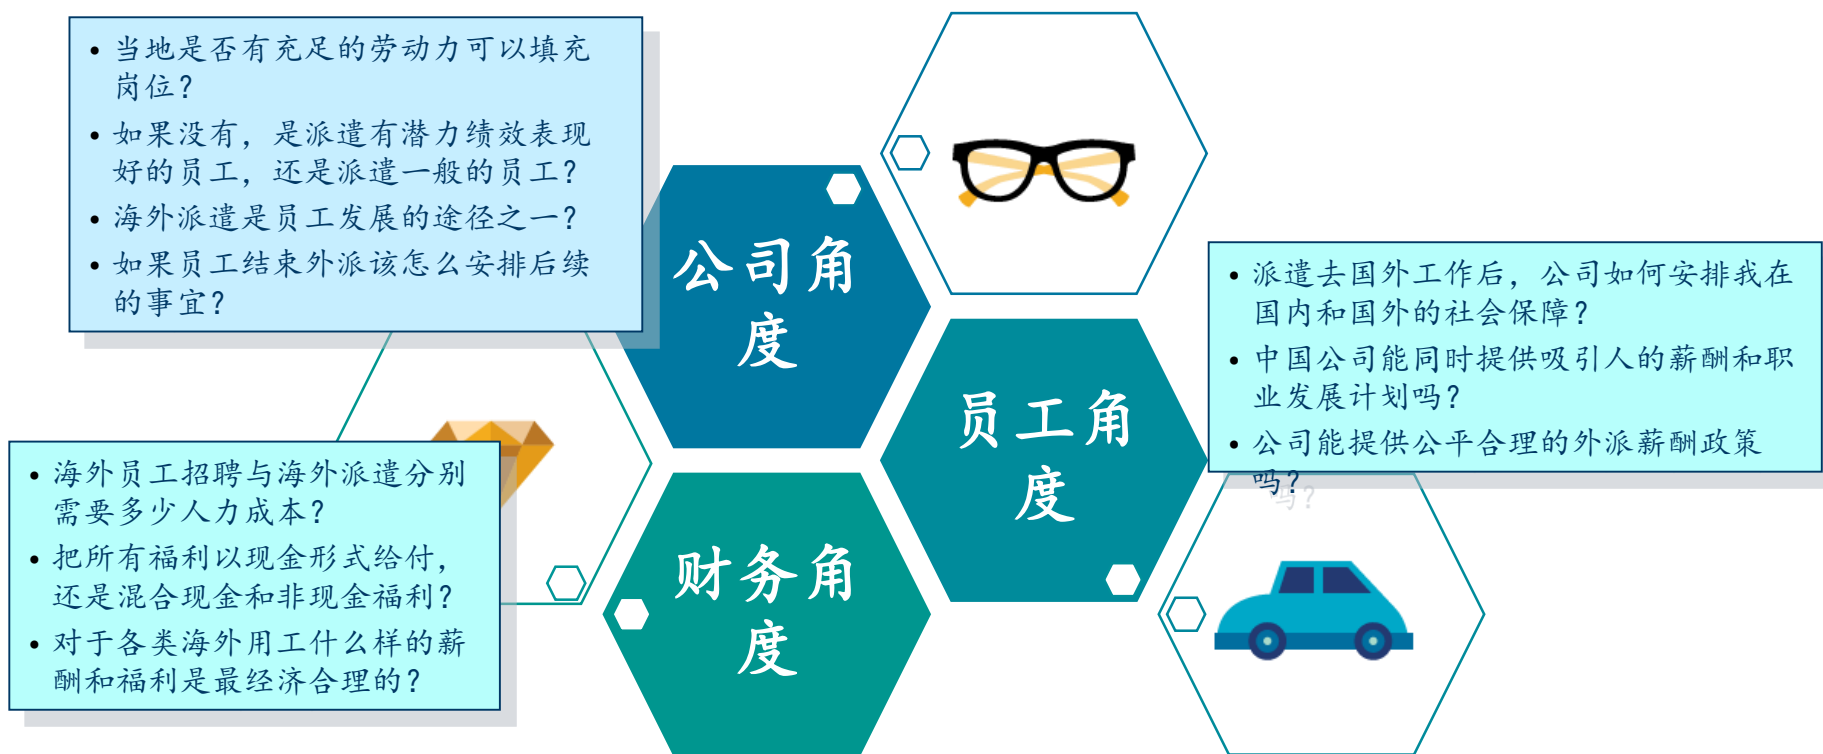 • 当地是否有充足的劳动力可以填充
岗位？
• 如果没有，是派遣有潜力绩效表现
好的员工，还是派遣一般的员工？
• 海外派遣是员工发展的途径之一？
• 如果员工结束外派该怎么安排后续
的事宜？
公司角
度
• 派遣去国外工作后，公司如何安排我在
国内和国外的社会保障？
• 中国公司能同时提供吸引人的薪酬和职
业发展计划吗？
• 公司能提供公平合理的外派薪酬政策
吗？
员工角
度
• 海外员工招聘与海外派遣分别
需要多少人力成本？
• 把所有福利以现金形式给付，
还是混合现金和非现金福利？
• 对于各类海外用工什么样的薪
酬和福利是最经济合理的？
财务角
度